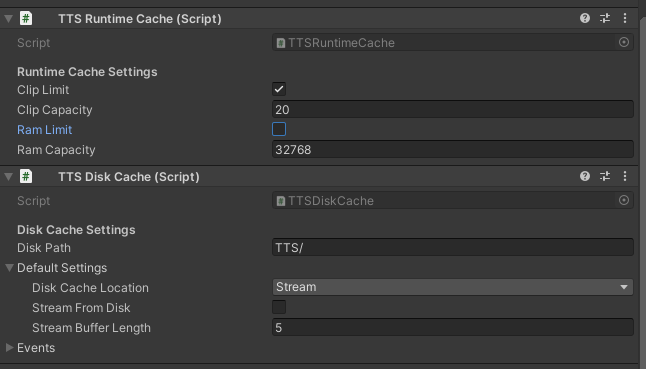 TTS Runtime Cache (Script)
Script TTSRuntimeCache
Runtime Cache Settings
Clip Limit
Clip Capacity 20
Ram Limit
Ram Capacity 32768
TTS Disk Cache (Script)
Script TTSDiskCache
Disk Cache Settings
Disk Path TTS/
Default Settings
Disk Cache Location Stream
Stream From Disk
Stream Buffer Length 5
Events